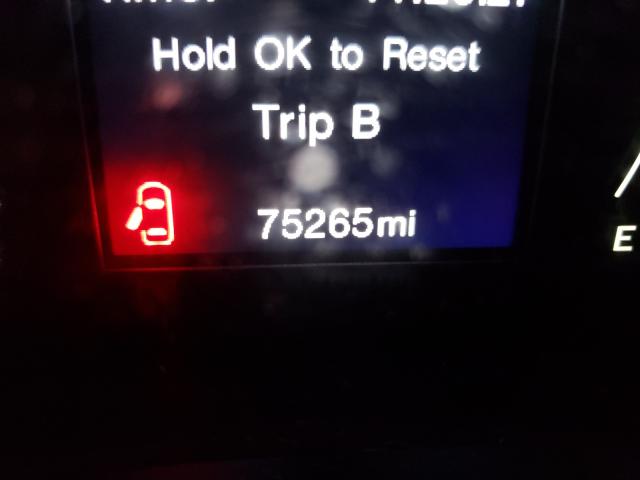 Hold OK to Reset
Trip B
75265mi
E